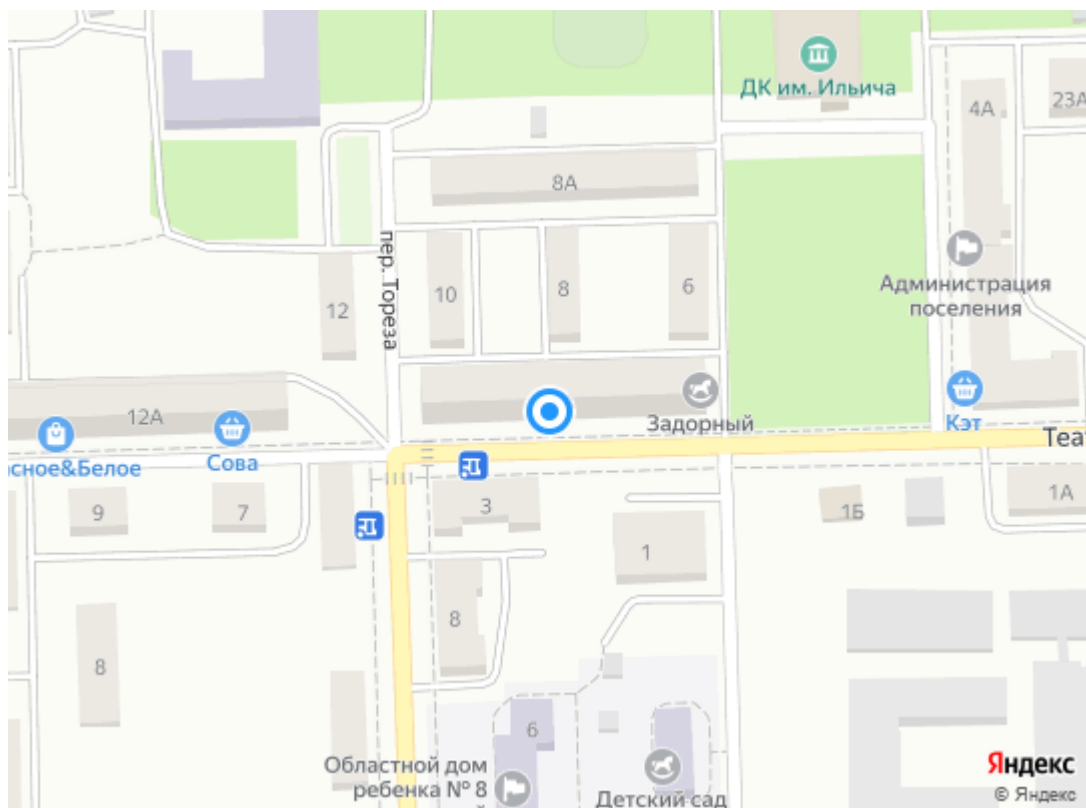 ДК им. Ильича
4А
23А
8А
пер. Тореза
Администрация
поселения
12
10
8
6
12А
Задорный
Кэт
Сова
сное&Белое
Теа
9
7
3
1Б
1А
1
8
8
6
Областной дом
ребенка № 8
Детский сад
Яндекс
© Яндекс